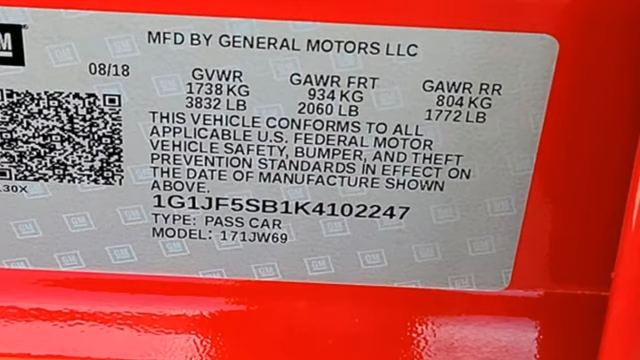 GM
MFD BY GENERAL MOTORS LLC
08/18 GVWR GAWR FRT GAWR RR
1738 KG 934 KG 804 KG
3832 LB 2060 LB 1772 LB
THIS VEHICLE CONFORMS TO ALL
APPLICABLE U.S. FEDERAL MOTOR
VEHICLE SAFETY, BUMPER, AND THEFT
PREVENTION STANDARDS IN EFFECT ON
THE DATE OF MANUFACTURE SHOWN
ABOVE.
130X
1G1JF5SB1K4102247
TYPE: PASS CAR
MODEL: 171JW69